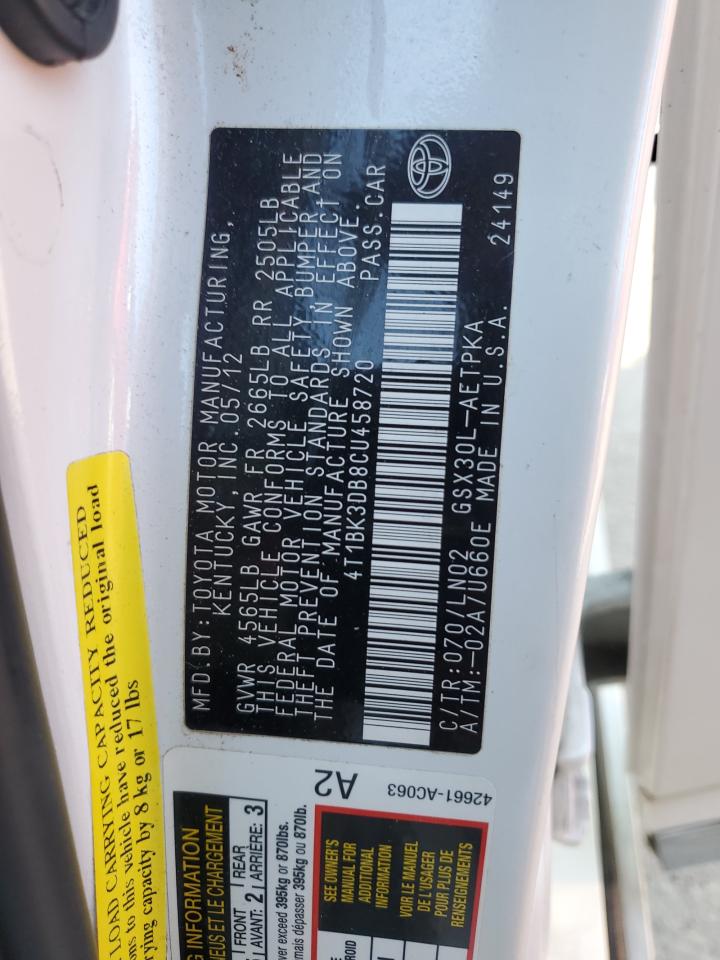 MFD.BY:TOYOTA MOTOR MANUFACTURING,
KENTUCKY, INC. 05/12
GVWR 4565LB GAWR FR 2665LB RR 2505LB
THIS VEHICLE CONFORMS TO ALL APPLICABLE
FEDERAL MOTOR VEHICLE SAFETY, BUMPER AND
THEFT PREVENTION STANDARDS IN EFFECT ON
THE DATE OF MANUFACTURE SHOWN ABOVE.
4T1BK3DB8CU458720 PASS.CAR
C/TR:070/LN02 GSX30L-AETPKA
A/TM:-02A/U660E MADE IN U.S.A. 24149
LOAD CARRYING CAPACITY REDUCED
ons to this vehicle have reduced the original load
rying capacity by 8 kg or 17 lbs
A2
42661-AC063
NG INFORMATION
NEUS ET LE CHARGEMENT
FRONT REAR
AVANT: 2 ARRIÈRE: 3
ver exceed 395kg or 870lbs.
mais dépasser 395kg ou 870lb.
SEE OWNER'S
MANUAL FOR
ADDITIONAL
INFORMATION
VOIR LE MANUEL
DE L'USAGER
POUR PLUS DE
RENSEIGNEMENTS